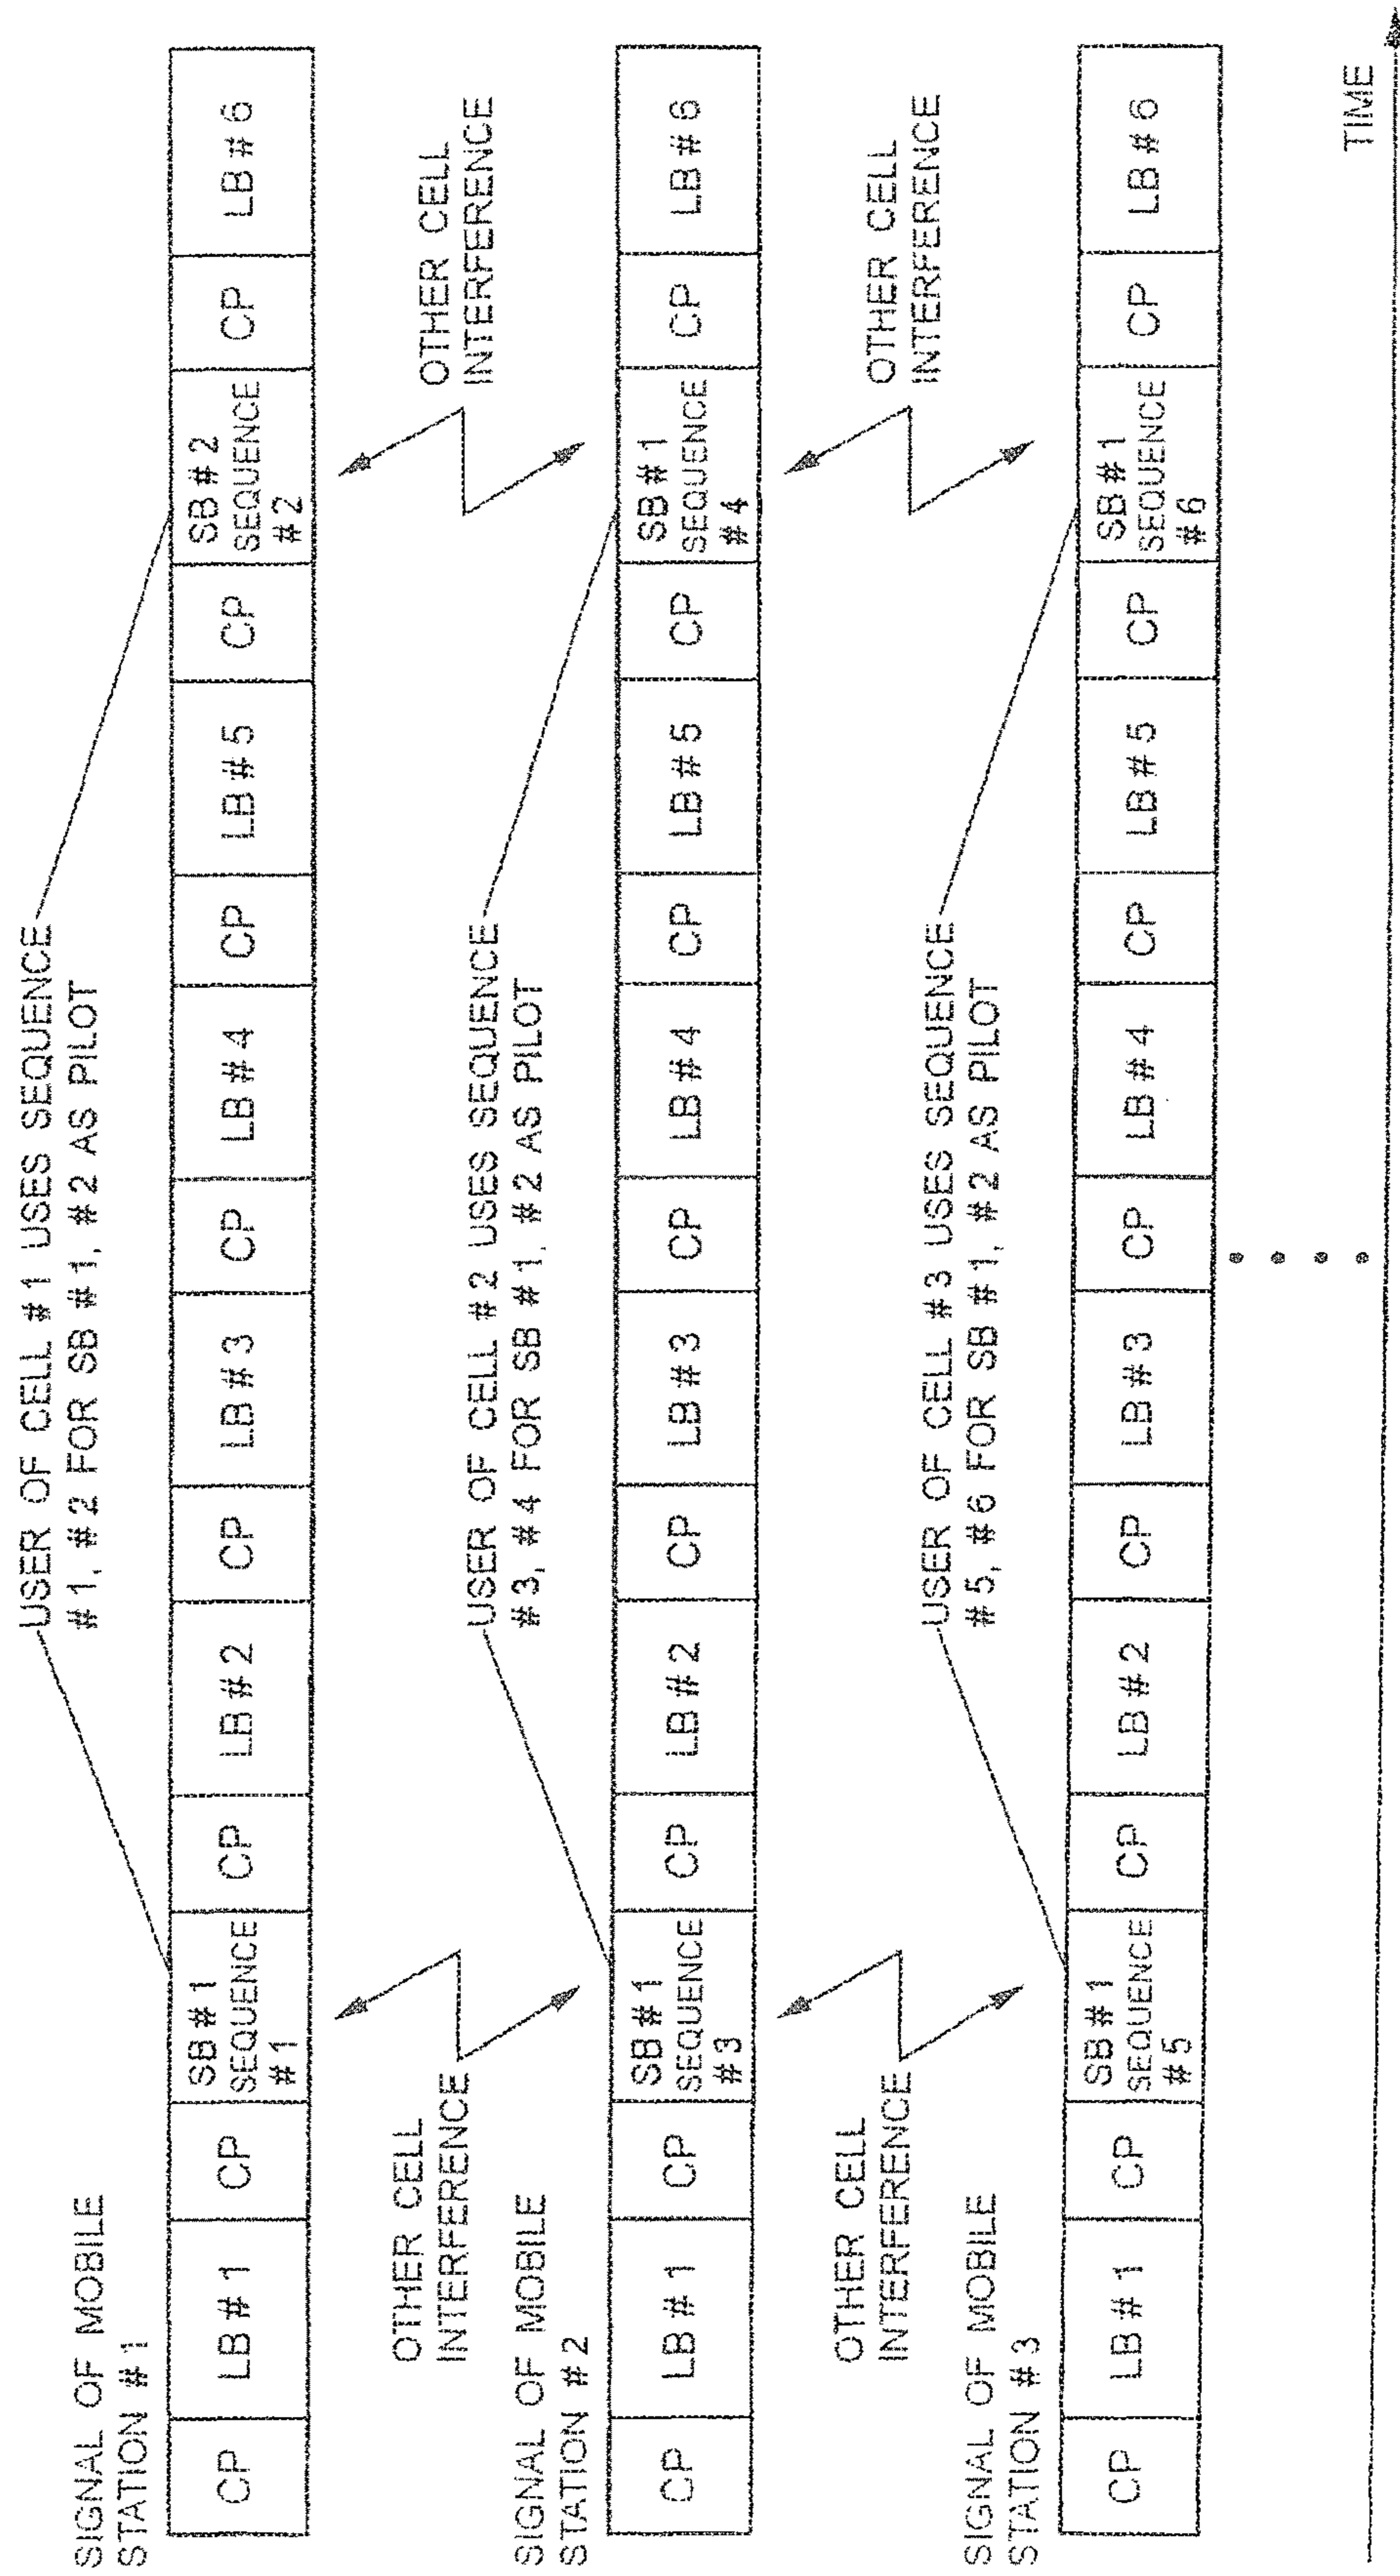 USER OF CELL #1 USES SEQUENCE
#1, #2 FOR SB #1, #2 AS PILOT
SIGNAL OF MOBILE
STATION #1
CP
LB #1
CP
SB #1
SEQUENCE
#1
CP
LB #2
CP
LB #3
CP
LB #4
CP
LB #5
CP
SB #2
SEQUENCE
#2
CP
LB #6
OTHER CELL
INTERFERENCE
OTHER CELL
INTERFERENCE
USER OF CELL #2 USES SEQUENCE
#3, #4 FOR SB #1, #2 AS PILOT
SIGNAL OF MOBILE
STATION #2
CP
LB #1
CP
SB #1
SEQUENCE
#3
CP
LB #2
CP
LB #3
CP
LB #4
CP
LB #5
CP
SB #1
SEQUENCE
#4
CP
LB #6
OTHER CELL
INTERFERENCE
OTHER CELL
INTERFERENCE
USER OF CELL #3 USES SEQUENCE
#5, #6 FOR SB #1, #2 AS PILOT
SIGNAL OF MOBILE
STATION #3
CP
LB #1
CP
SB #1
SEQUENCE
#5
CP
LB #2
CP
LB #3
CP
LB #4
CP
LB #5
CP
SB #1
SEQUENCE
#6
CP
LB #6
TIME